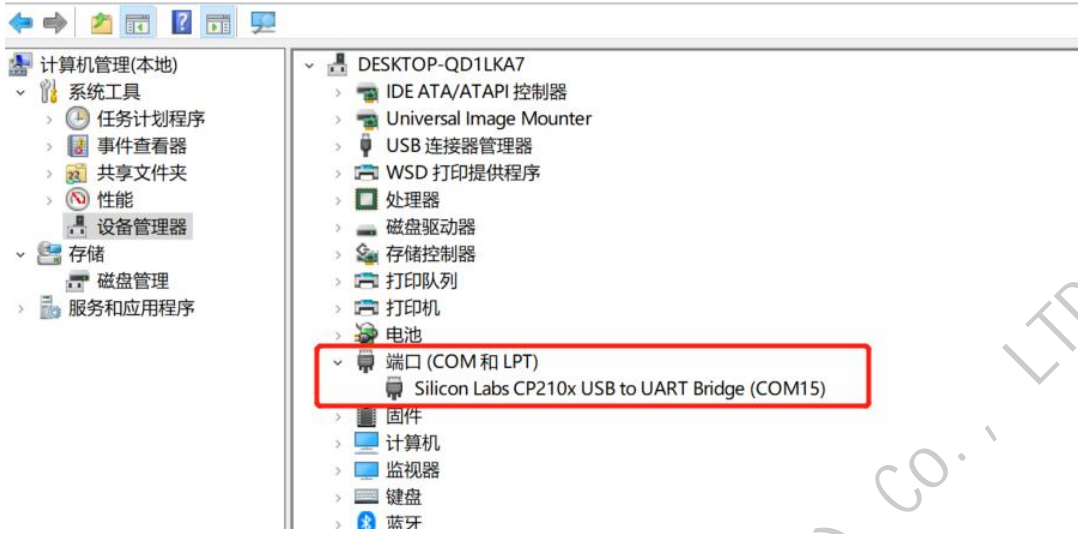 计算机管理(本地)
系统工具
任务计划程序
事件查看器
共享文件夹
性能
设备管理器
存储
磁盘管理
服务和应用程序
DESKTOP-QD1LKA7
IDE ATA/ATAPI 控制器
Universal Image Mounter
USB 连接器管理器
WSD 打印提供程序
处理器
磁盘驱动器
存储控制器
打印队列
打印机
电池
端口 (COM 和 LPT)
Silicon Labs CP210x USB to UART Bridge (COM15)
固件
计算机
监视器
键盘
蓝牙
CO., LTD